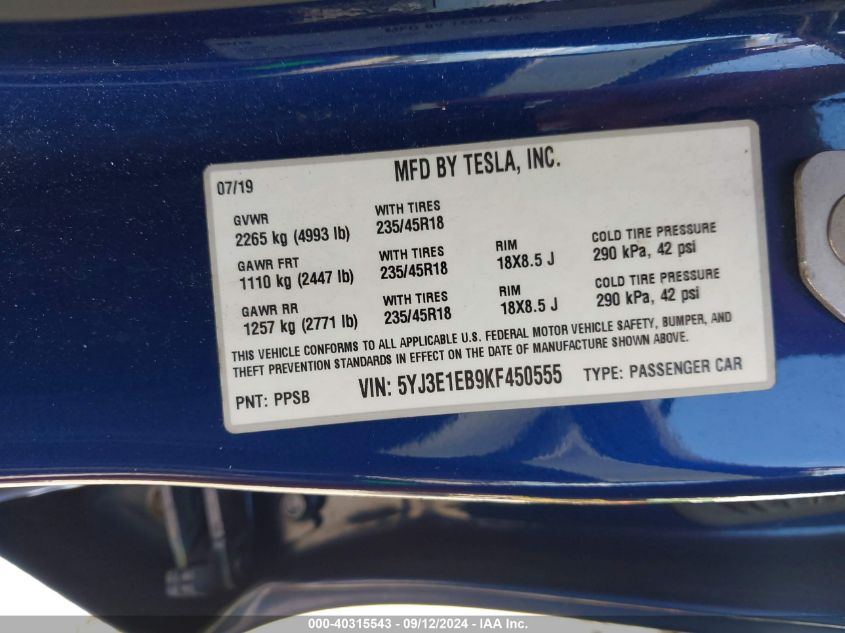 MFD BY TESLA, INC.
07/19
GVWR WITH TIRES
2265 kg (4993 lb) 235/45R18
GAWR FRT WITH TIRES RIM COLD TIRE PRESSURE
1110 kg (2447 lb) 235/45R18 18X8.5 J 290 kPa, 42 psi
GAWR RR WITH TIRES RIM COLD TIRE PRESSURE
1257 kg (2771 lb) 235/45R18 18X8.5 J 290 kPa, 42 psi
THIS VEHICLE CONFORMS TO ALL APPLICABLE U.S. FEDERAL MOTOR VEHICLE SAFETY, BUMPER, AND
THEFT PREVENTION STANDARDS IN EFFECT ON THE DATE OF MANUFACTURE SHOWN ABOVE.
PNT: PPSB VIN: 5YJ3E1EB9KF450555 TYPE: PASSENGER CAR
000-40315543 - 09/12/2024 - IAA Inc.